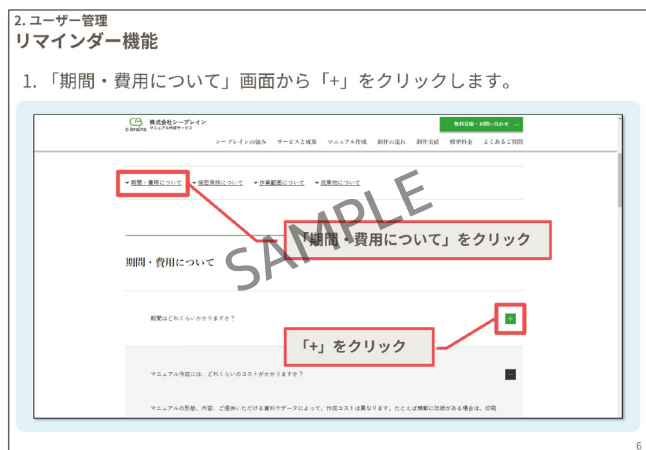 2. ユーザー管理
リマインダー機能
1. 「期間・費用について」画面から「+」をクリックします。
c-brains
株式会社シーブレイン
マニュアル作成サービス
無料見積・お問い合わせ →
シーブレインの強み サービスと成果 マニュアル作成 制作の流れ 制作実績 標準料金 よくあるご質問
期間・費用について 機密保持について 作業範囲について 成果物について
「期間・費用について」をクリック
SAMPLE
期間・費用について
期間はどれくらいかかりますか?
+
「+」をクリック
マニュアル作成には、どれくらいのコストがかかりますか?
マニュアルの形態、内容、ご提供いただける資料やデータによって、作成コストは異なります。たとえば頻繁に改版がある場合は、印刷
6